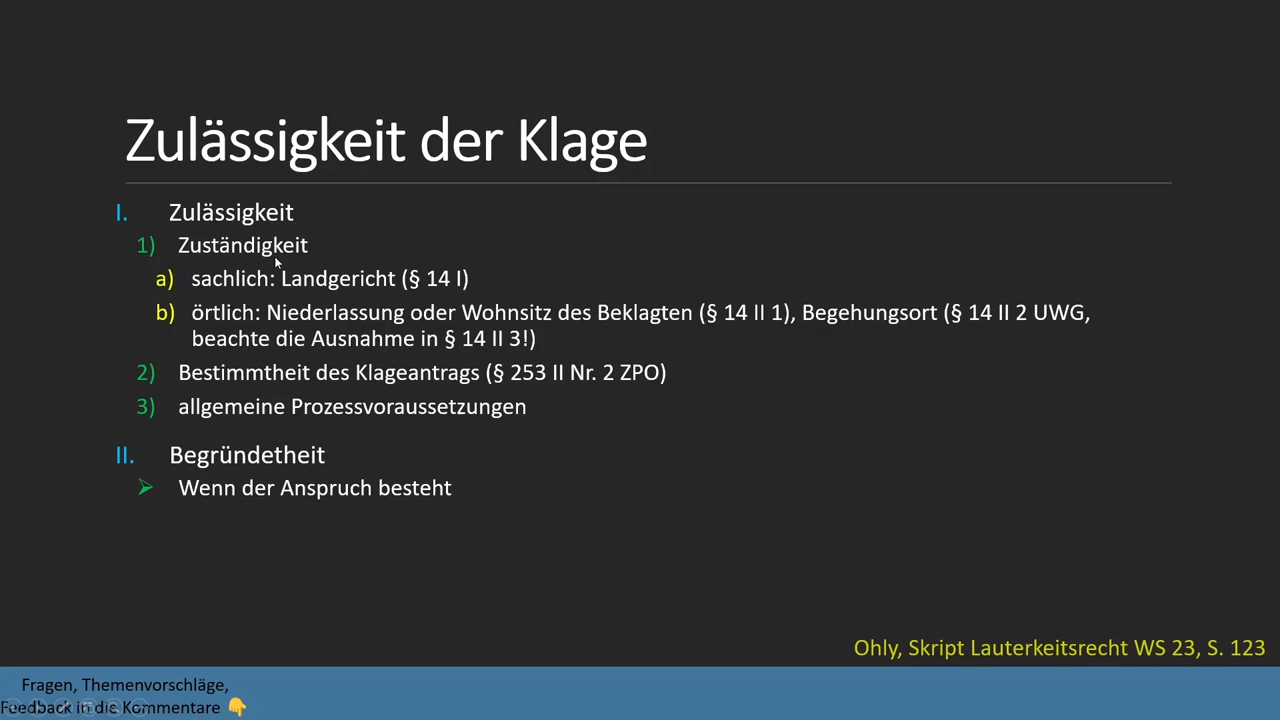 Zulässigkeit der Klage
I. Zulässigkeit
1) Zuständigkeit
a) sachlich: Landgericht (§ 14 I)
b) örtlich: Niederlassung oder Wohnsitz des Beklagten (§ 14 II 1), Begehungsort (§ 14 II 2 UWG,
beachte die Ausnahme in § 14 II 3!)
2) Bestimmtheit des Klageantrags (§ 253 II Nr. 2 ZPO)
3) allgemeine Prozessvoraussetzungen
II. Begründetheit
Wenn der Anspruch besteht
Ohly, Skript Lauterkeitsrecht WS 23, S. 123
Fragen, Themenvorschläge,
Feedback in die Kommentare 👇